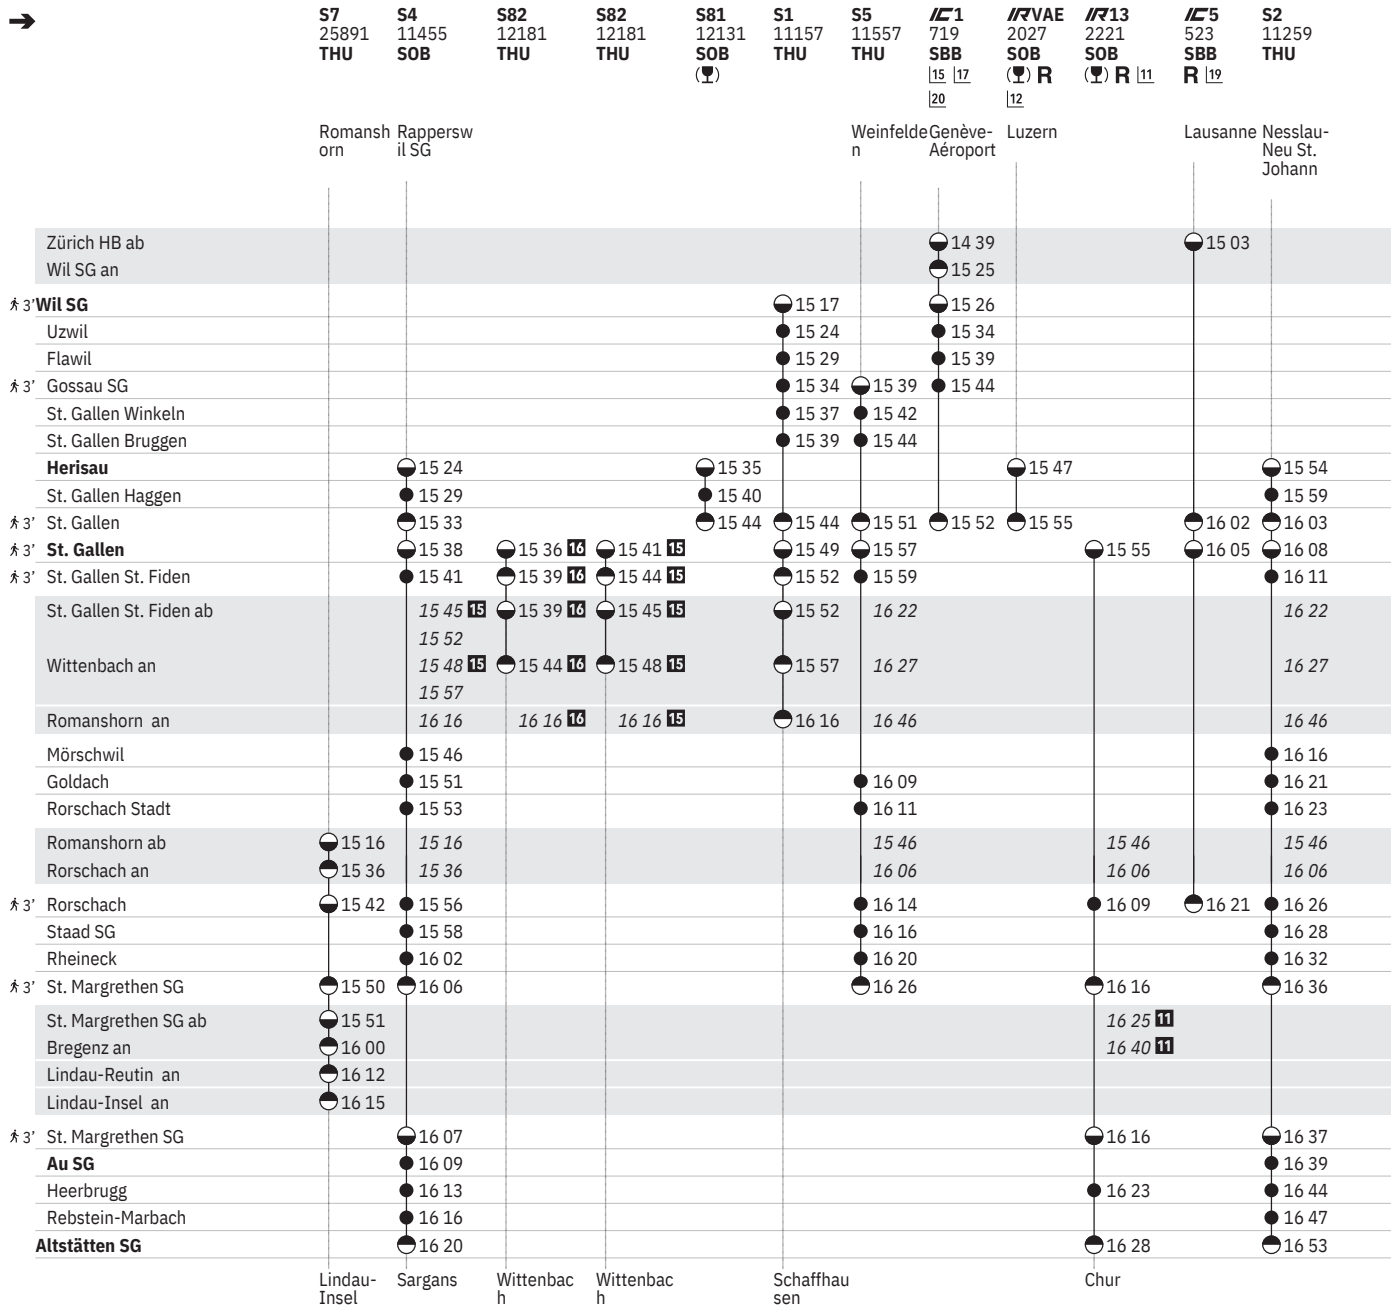 ➔ S7 S4 S82 S82 S81 S1 S5 IC1 IRVAE IR13 IC5 S2
25891 11455 12181 12181 12131 11157 11557 719 2027 2221 523 11259
THU SOB THU THU SOB THU THU SBB SOB SOB SBB THU
15 17 R R 11 R 19
20 12
Romansh Rappersw Weinfelde Genève- Luzern Lausanne Nesslau-
orn il SG n Aéroport Neu St.
Johann
Zürich HB ab 14 39 15 03
Wil SG an 15 25
3' Wil SG 15 17 15 26
Uzwil 15 24 15 34
Flawil 15 29 15 39
3' Gossau SG 15 34 15 39 15 44
St. Gallen Winkeln 15 37 15 42
St. Gallen Bruggen 15 39 15 44
Herisau 15 24 15 35 15 47 15 54
St. Gallen Haggen 15 29 15 40 15 59
3' St. Gallen 15 33 15 44 15 44 15 51 15 52 15 55 16 02 16 03
3' St. Gallen 15 38 15 36 16 15 41 15 15 49 15 57 15 55 16 05 16 08
3' St. Gallen St. Fiden 15 41 15 39 16 15 44 15 15 52 15 59 16 11
St. Gallen St. Fiden ab 15 45 15 15 39 16 15 45 15 15 52 16 22 16 22
15 52
Wittenbach an 15 48 15 15 44 16 15 48 15 15 57 16 27 16 27
15 57
Romanshorn an 16 16 16 16 16 16 16 15 16 16 16 46 16 46
Mörschwil 15 46 16 16
Goldach 15 51 16 09 16 21
Rorschach Stadt 15 53 16 11 16 23
Romanshorn ab 15 16 15 16 15 46 15 46 15 46
Rorschach an 15 36 15 36 16 06 16 06 16 06
3' Rorschach 15 42 15 56 16 14 16 09 16 21 16 26
Staad SG 15 58 16 16 16 28
Rheineck 16 02 16 20 16 32
3' St. Margrethen SG 15 50 16 06 16 26 16 16 16 36
St. Margrethen SG ab 15 51 16 25 11
Bregenz an 16 00 16 40 11
Lindau-Reutin an 16 12
Lindau-Insel an 16 15
3' St. Margrethen SG 16 07 16 16 16 37
Au SG 16 09 16 39
Heerbrugg 16 13 16 23 16 44
Rebstein-Marbach 16 16 16 47
Altstätten SG 16 20 16 28 16 53
Lindau- Sargans Wittenbac Wittenbac Schaffhau Chur
Insel h h sen